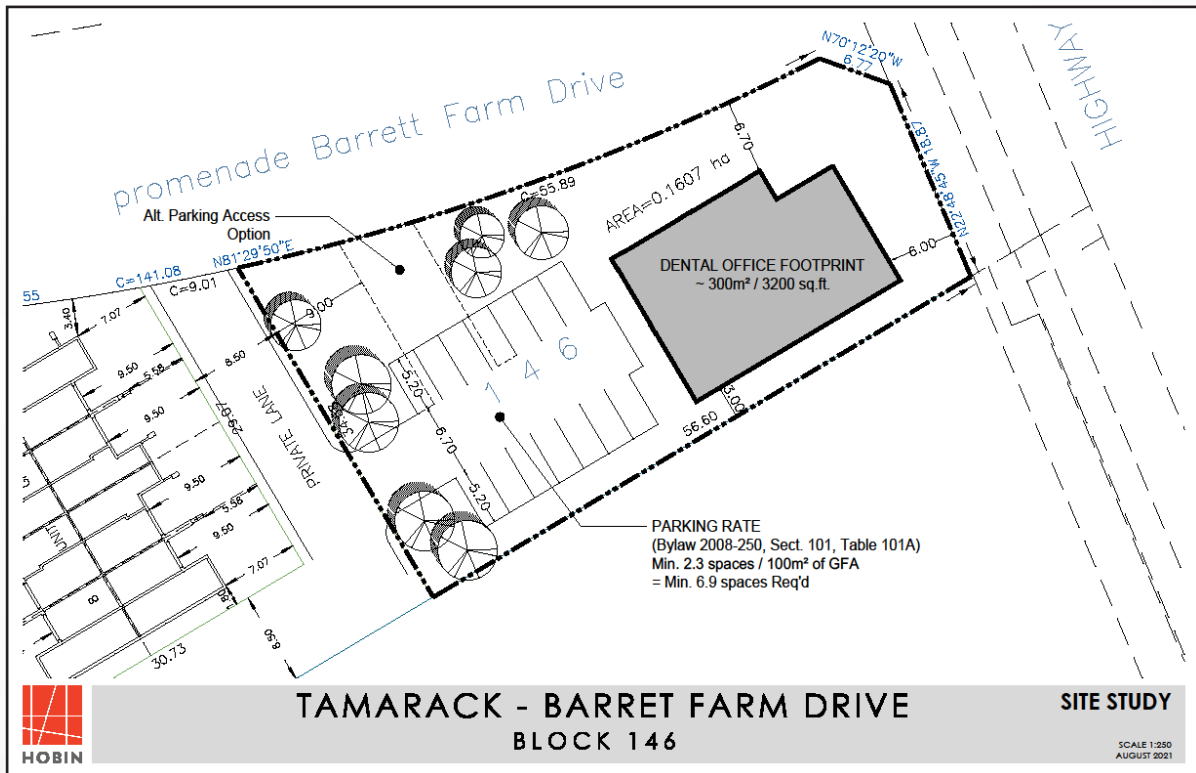 promenade Barrett Farm Drive
HIGHWAY
N70°12'20"W
6.77
N22°48'45"W 18.87
C=55.89
6.70
AREA=0.1607 ha
Alt. Parking Access
Option
N81°29'50"E
C=141.08
C=9.01
55
3.40
7.07
9.00
DENTAL OFFICE FOOTPRINT
~ 300m² / 3200 sq.ft.
6.00
9.50
5.58
8.50
1 4 6
5.20
9.50
29.07
PRIVATE LANE
3.00
56.60
6.70
9.50
5.58
5.20
UNIT
9.50
7.07
8
8.50
30.73
PARKING RATE
(Bylaw 2008-250, Sect. 101, Table 101A)
Min. 2.3 spaces / 100m² of GFA
= Min. 6.9 spaces Req'd
HOBIN
TAMARACK - BARRET FARM DRIVE
BLOCK 146
SITE STUDY
SCALE 1:250
AUGUST 2021